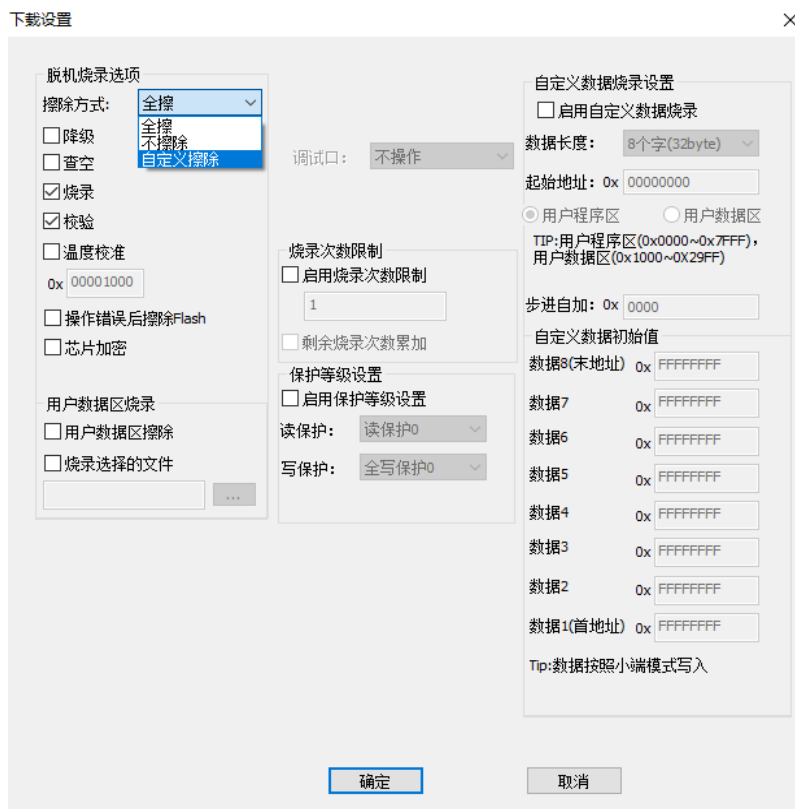 下载设置
脱机烧录选项
擦除方式:
全擦
全擦
不擦除
自定义擦除
降级
查空
烧录
校验
温度校准
0x 00001000
操作错误后擦除Flash
芯片加密
用户数据区烧录
用户数据区擦除
烧录选择的文件
...
调试口:
不操作
烧录次数限制
启用烧录次数限制
1
剩余烧录次数累加
保护等级设置
启用保护等级设置
读保护:
读保护0
写保护:
全写保护0
自定义数据烧录设置
启用自定义数据烧录
数据长度:
8个字(32byte)
起始地址: 0x 00000000
用户程序区
用户数据区
TIP:用户程序区(0x0000~0x7FFF),
用户数据区(0x1000~0X29FF)
步进自加: 0x 0000
自定义数据初始值
数据8(末地址) 0x FFFFFFFF
数据7 0x FFFFFFFF
数据6 0x FFFFFFFF
数据5 0x FFFFFFFF
数据4 0x FFFFFFFF
数据3 0x FFFFFFFF
数据2 0x FFFFFFFF
数据1(首地址) 0x FFFFFFFF
Tip:数据按照小端模式写入
确定
取消